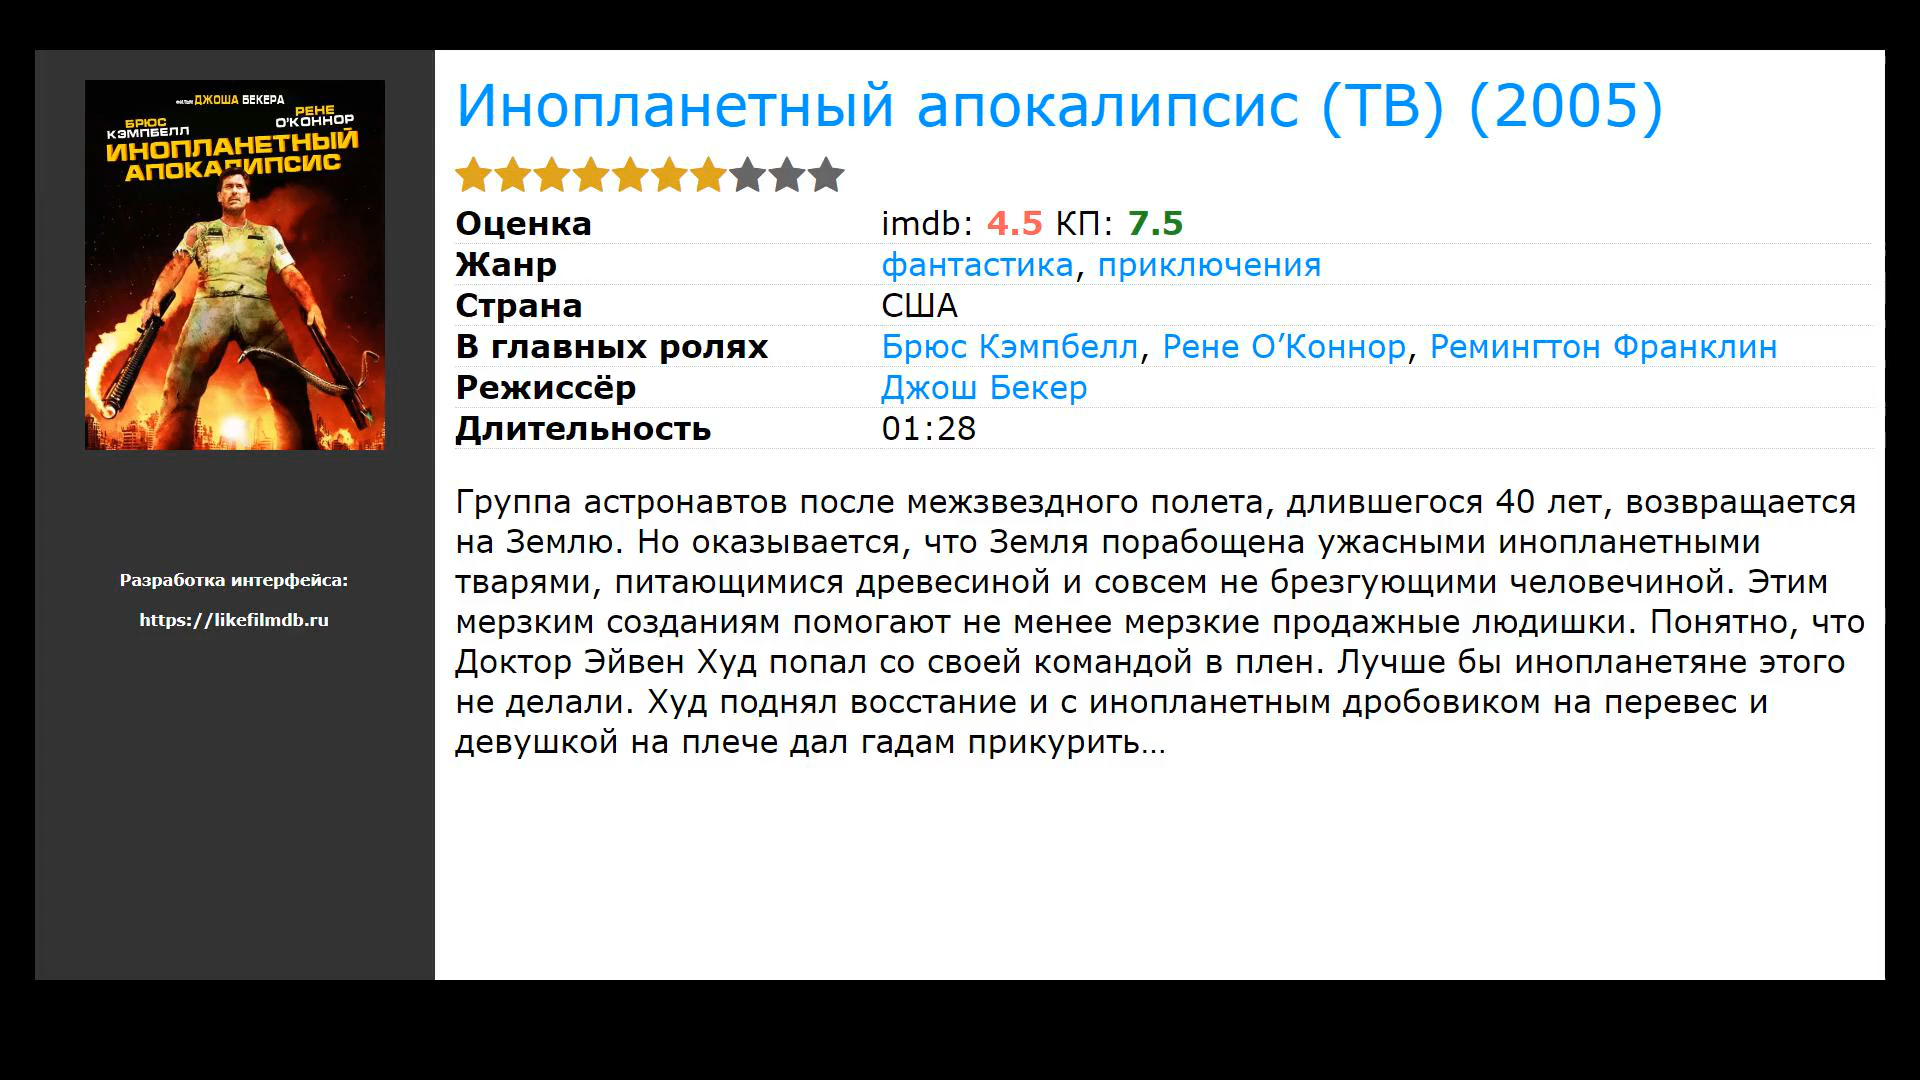 ДЖОША БЕКЕРА
БРЮС
КЭМПБЕЛЛ
РЕНЕ
О'КОННОР
ИНОПЛАНЕТНЫЙ
АПОКАЛИПСИС
Разработка интерфейса:
https://likefilmdb.ru
Инопланетный апокалипсис (ТВ) (2005)
Оценка imdb: 4.5 КП: 7.5
Жанр фантастика, приключения
Страна США
В главных ролях Брюс Кэмпбелл, Рене О’Коннор, Ремингтон Франклин
Режиссёр Джош Бекер
Длительность 01:28
Группа астронавтов после межзвездного полета, длившегося 40 лет, возвращается
на Землю. Но оказывается, что Земля порабощена ужасными инопланетными
тварями, питающимися древесиной и совсем не брезгующими человечиной. Этим
мерзким созданиям помогают не менее мерзкие продажные людишки. Понятно, что
Доктор Эйвен Худ попал со своей командой в плен. Лучше бы инопланетяне этого
не делали. Худ поднял восстание и с инопланетным дробовиком на перевес и
девушкой на плече дал гадам прикурить…